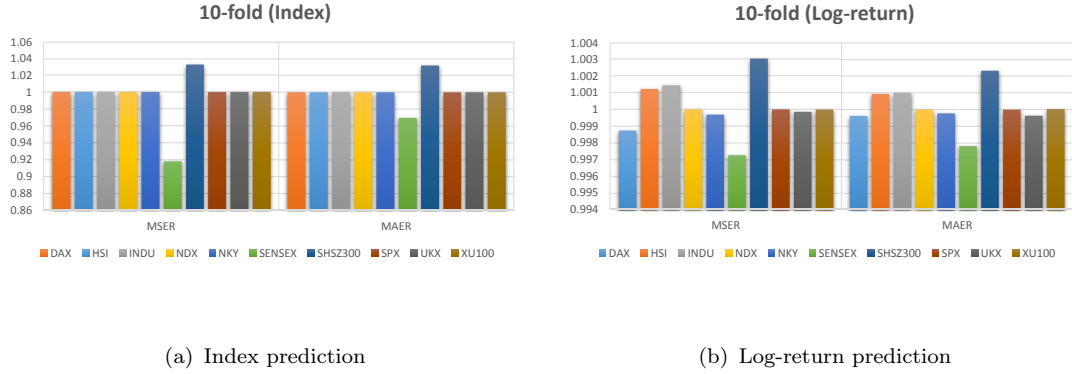 10-fold (Index)
1.06
1.04
1.02
1
0.98
0.96
0.94
0.92
0.9
0.88
0.86
MSER MAER
DAX HSI INDU NDX NKY SENSEX SHSZ300 SPX UKX XU100
(a) Index prediction
10-fold (Log-return)
1.004
1.003
1.002
1.001
1
0.999
0.998
0.997
0.996
0.995
0.994
MSER MAER
DAX HSI INDU NDX NKY SENSEX SHSZ300 SPX UKX XU100
(b) Log-return prediction